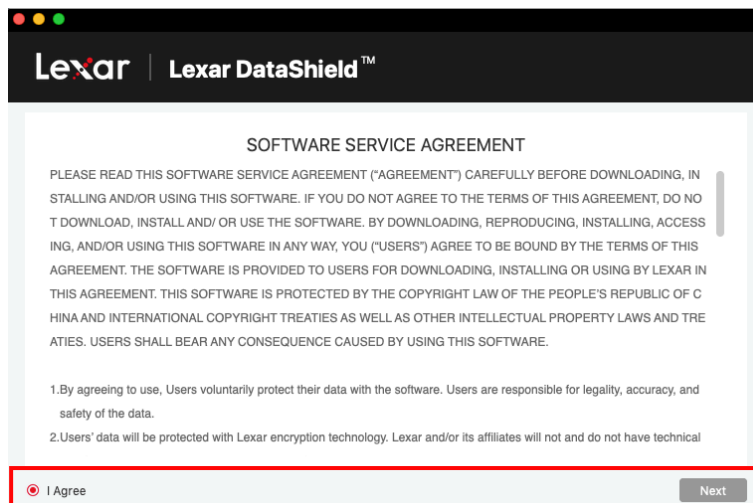 Lexar | Lexar DataShield™
SOFTWARE SERVICE AGREEMENT
PLEASE READ THIS SOFTWARE SERVICE AGREEMENT (“AGREEMENT”) CAREFULLY BEFORE DOWNLOADING, IN
STALLING AND/OR USING THIS SOFTWARE. IF YOU DO NOT AGREE TO THE TERMS OF THIS AGREEMENT, DO NO
T DOWNLOAD, INSTALL AND/ OR USE THE SOFTWARE. BY DOWNLOADING, REPRODUCING, INSTALLING, ACCESS
ING, AND/OR USING THIS SOFTWARE IN ANY WAY, YOU (“USERS”) AGREE TO BE BOUND BY THE TERMS OF THIS
AGREEMENT. THE SOFTWARE IS PROVIDED TO USERS FOR DOWNLOADING, INSTALLING OR USING BY LEXAR IN
THIS AGREEMENT. THIS SOFTWARE IS PROTECTED BY THE COPYRIGHT LAW OF THE PEOPLE'S REPUBLIC OF C
HINA AND INTERNATIONAL COPYRIGHT TREATIES AS WELL AS OTHER INTELLECTUAL PROPERTY LAWS AND TRE
ATIES. USERS SHALL BEAR ANY CONSEQUENCE CAUSED BY USING THIS SOFTWARE.
1.By agreeing to use, Users voluntarily protect their data with the software. Users are responsible for legality, accuracy, and
safety of the data.
2.Users’ data will be protected with Lexar encryption technology. Lexar and/or its affiliates will not and do not have technical
I Agree
Next